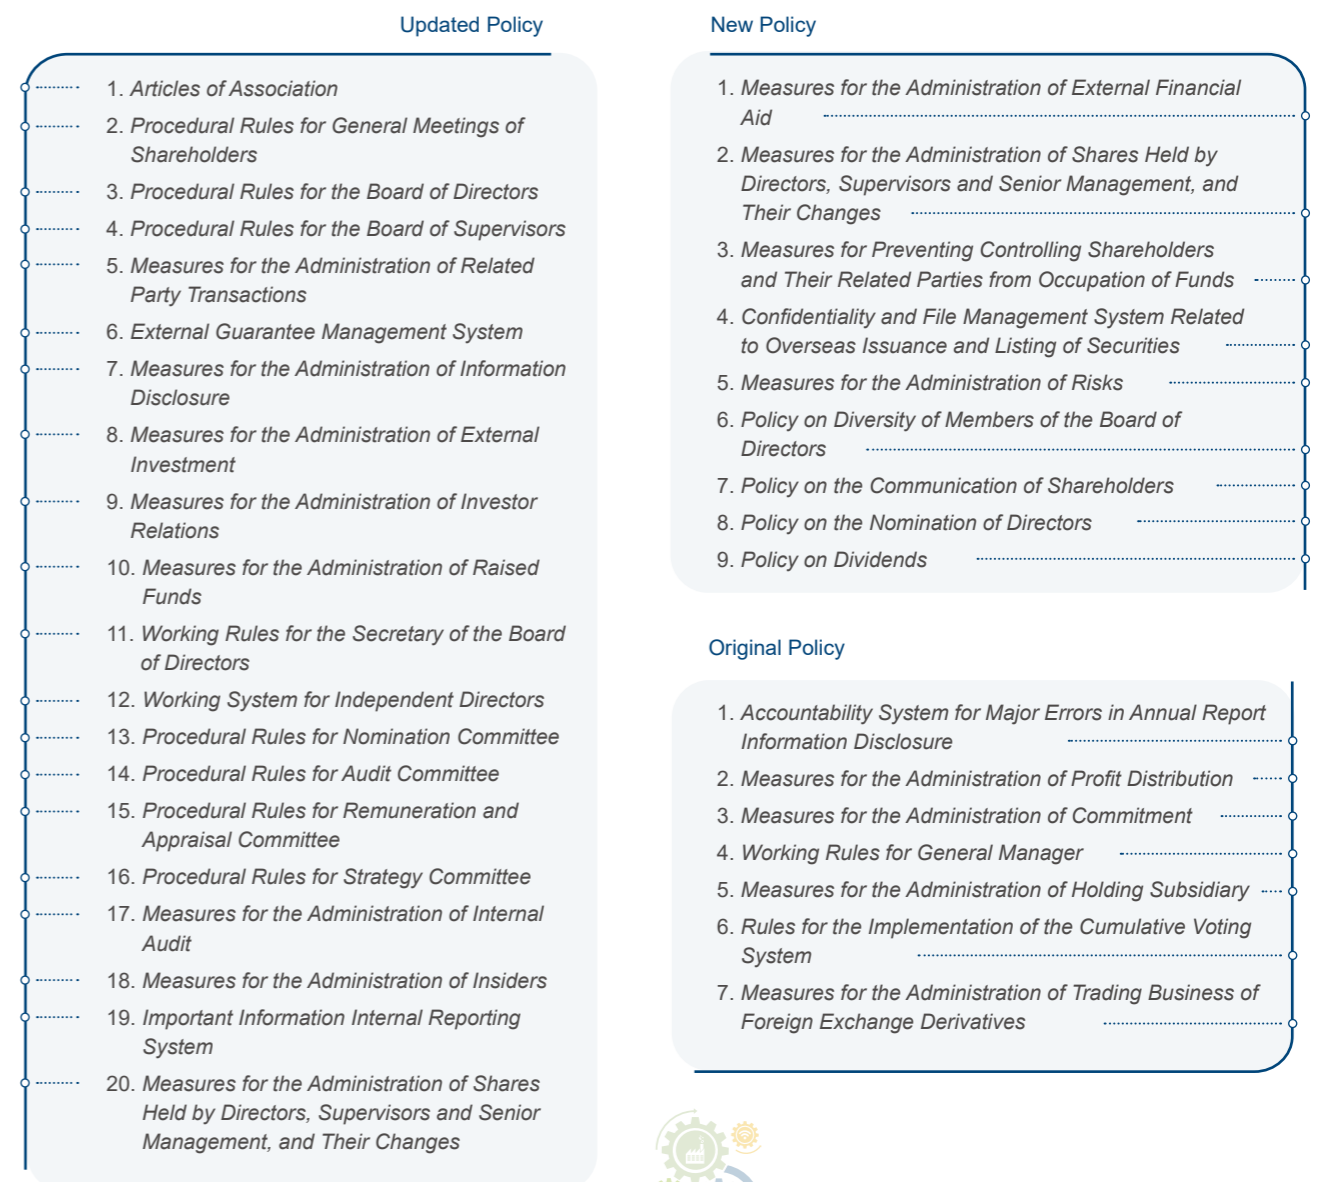 Updated Policy
1. Articles of Association
2. Procedural Rules for General Meetings of
Shareholders
3. Procedural Rules for the Board of Directors
4. Procedural Rules for the Board of Supervisors
5. Measures for the Administration of Related
Party Transactions
6. External Guarantee Management System
7. Measures for the Administration of Information
Disclosure
8. Measures for the Administration of External
Investment
9. Measures for the Administration of Investor
Relations
10. Measures for the Administration of Raised
Funds
11. Working Rules for the Secretary of the Board
of Directors
12. Working System for Independent Directors
13. Procedural Rules for Nomination Committee
14. Procedural Rules for Audit Committee
15. Procedural Rules for Remuneration and
Appraisal Committee
16. Procedural Rules for Strategy Committee
17. Measures for the Administration of Internal
Audit
18. Measures for the Administration of Insiders
19. Important Information Internal Reporting
System
20. Measures for the Administration of Shares
Held by Directors, Supervisors and Senior
Management, and Their Changes
New Policy
1. Measures for the Administration of External Financial
Aid
2. Measures for the Administration of Shares Held by
Directors, Supervisors and Senior Management, and
Their Changes
3. Measures for Preventing Controlling Shareholders
and Their Related Parties from Occupation of Funds
4. Confidentiality and File Management System Related
to Overseas Issuance and Listing of Securities
5. Measures for the Administration of Risks
6. Policy on Diversity of Members of the Board of
Directors
7. Policy on the Communication of Shareholders
8. Policy on the Nomination of Directors
9. Policy on Dividends
Original Policy
1. Accountability System for Major Errors in Annual Report
Information Disclosure
2. Measures for the Administration of Profit Distribution
3. Measures for the Administration of Commitment
4. Working Rules for General Manager
5. Measures for the Administration of Holding Subsidiary
6. Rules for the Implementation of the Cumulative Voting
System
7. Measures for the Administration of Trading Business of
Foreign Exchange Derivatives